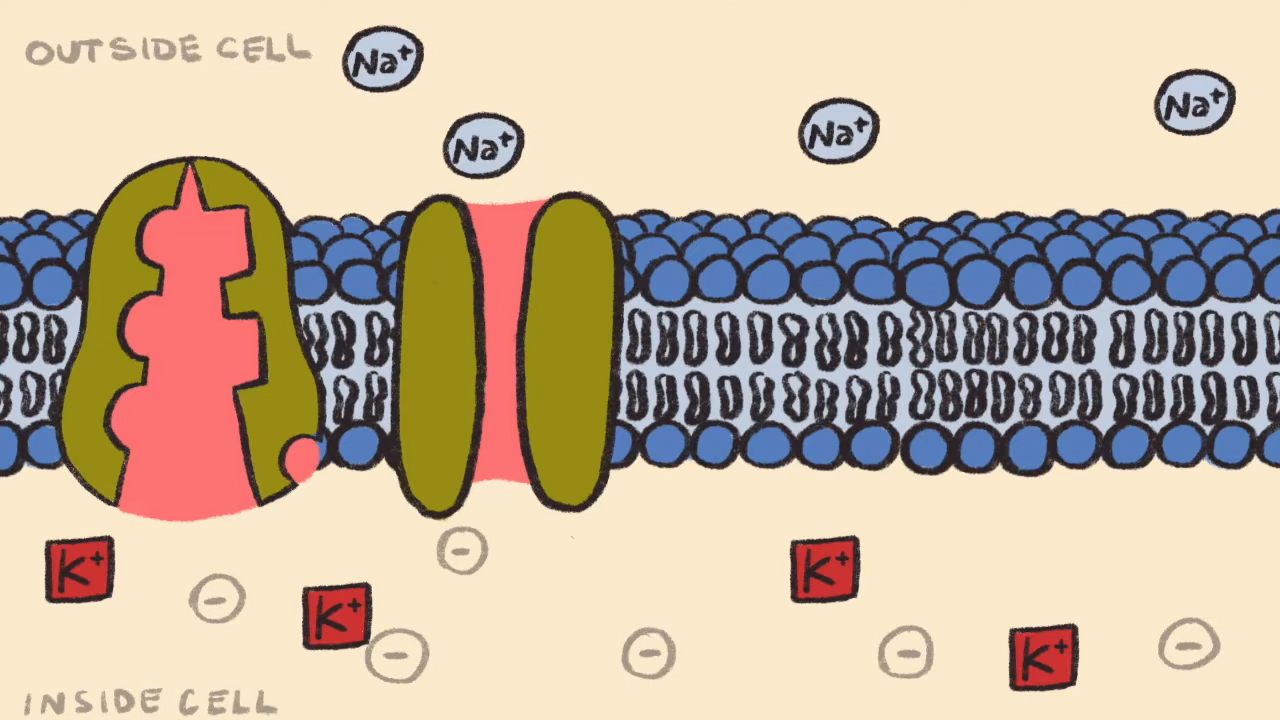 OUTSIDE CELL
Na+
Na+
Na+
Na+
K+
K+
K+
K+
-
-
-
-
-
-
INSIDE CELL